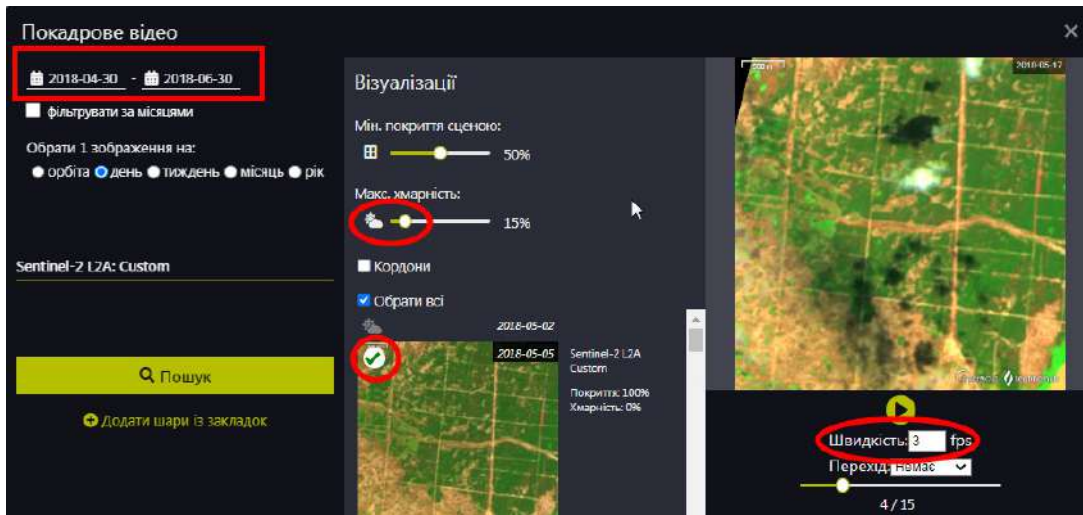 Покадрове відео
2018-04-30 - 2018-06-30
фільтрувати за місяцями
Обрати 1 зображення на:
орбіта день тиждень місяць рік
Sentinel-2 L2A: Custom
Пошук
Додати шари із закладок
Візуалізації
Мін. покриття сценою:
50%
Макс. хмарність:
15%
Кордони
Обрати всі
2018-05-02
2018-05-05
Sentinel-2 L2A
Custom
Покриття: 100%
Хмарність: 0%
2018-05-17
Швидкість: 3 fps
Перехід: Немає
4 / 15